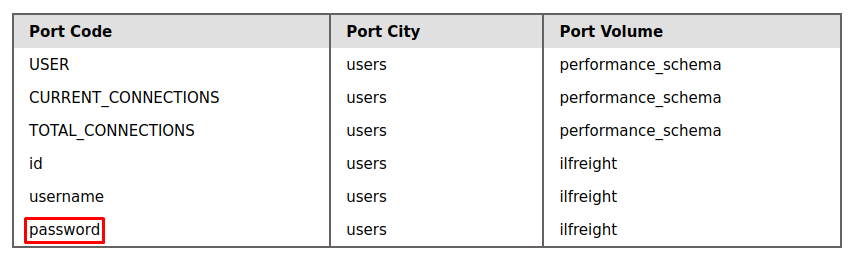 Port Code Port City Port Volume
USER users performance_schema
CURRENT_CONNECTIONS users performance_schema
TOTAL_CONNECTIONS users performance_schema
id users ilfreight
username users ilfreight
password users ilfreight